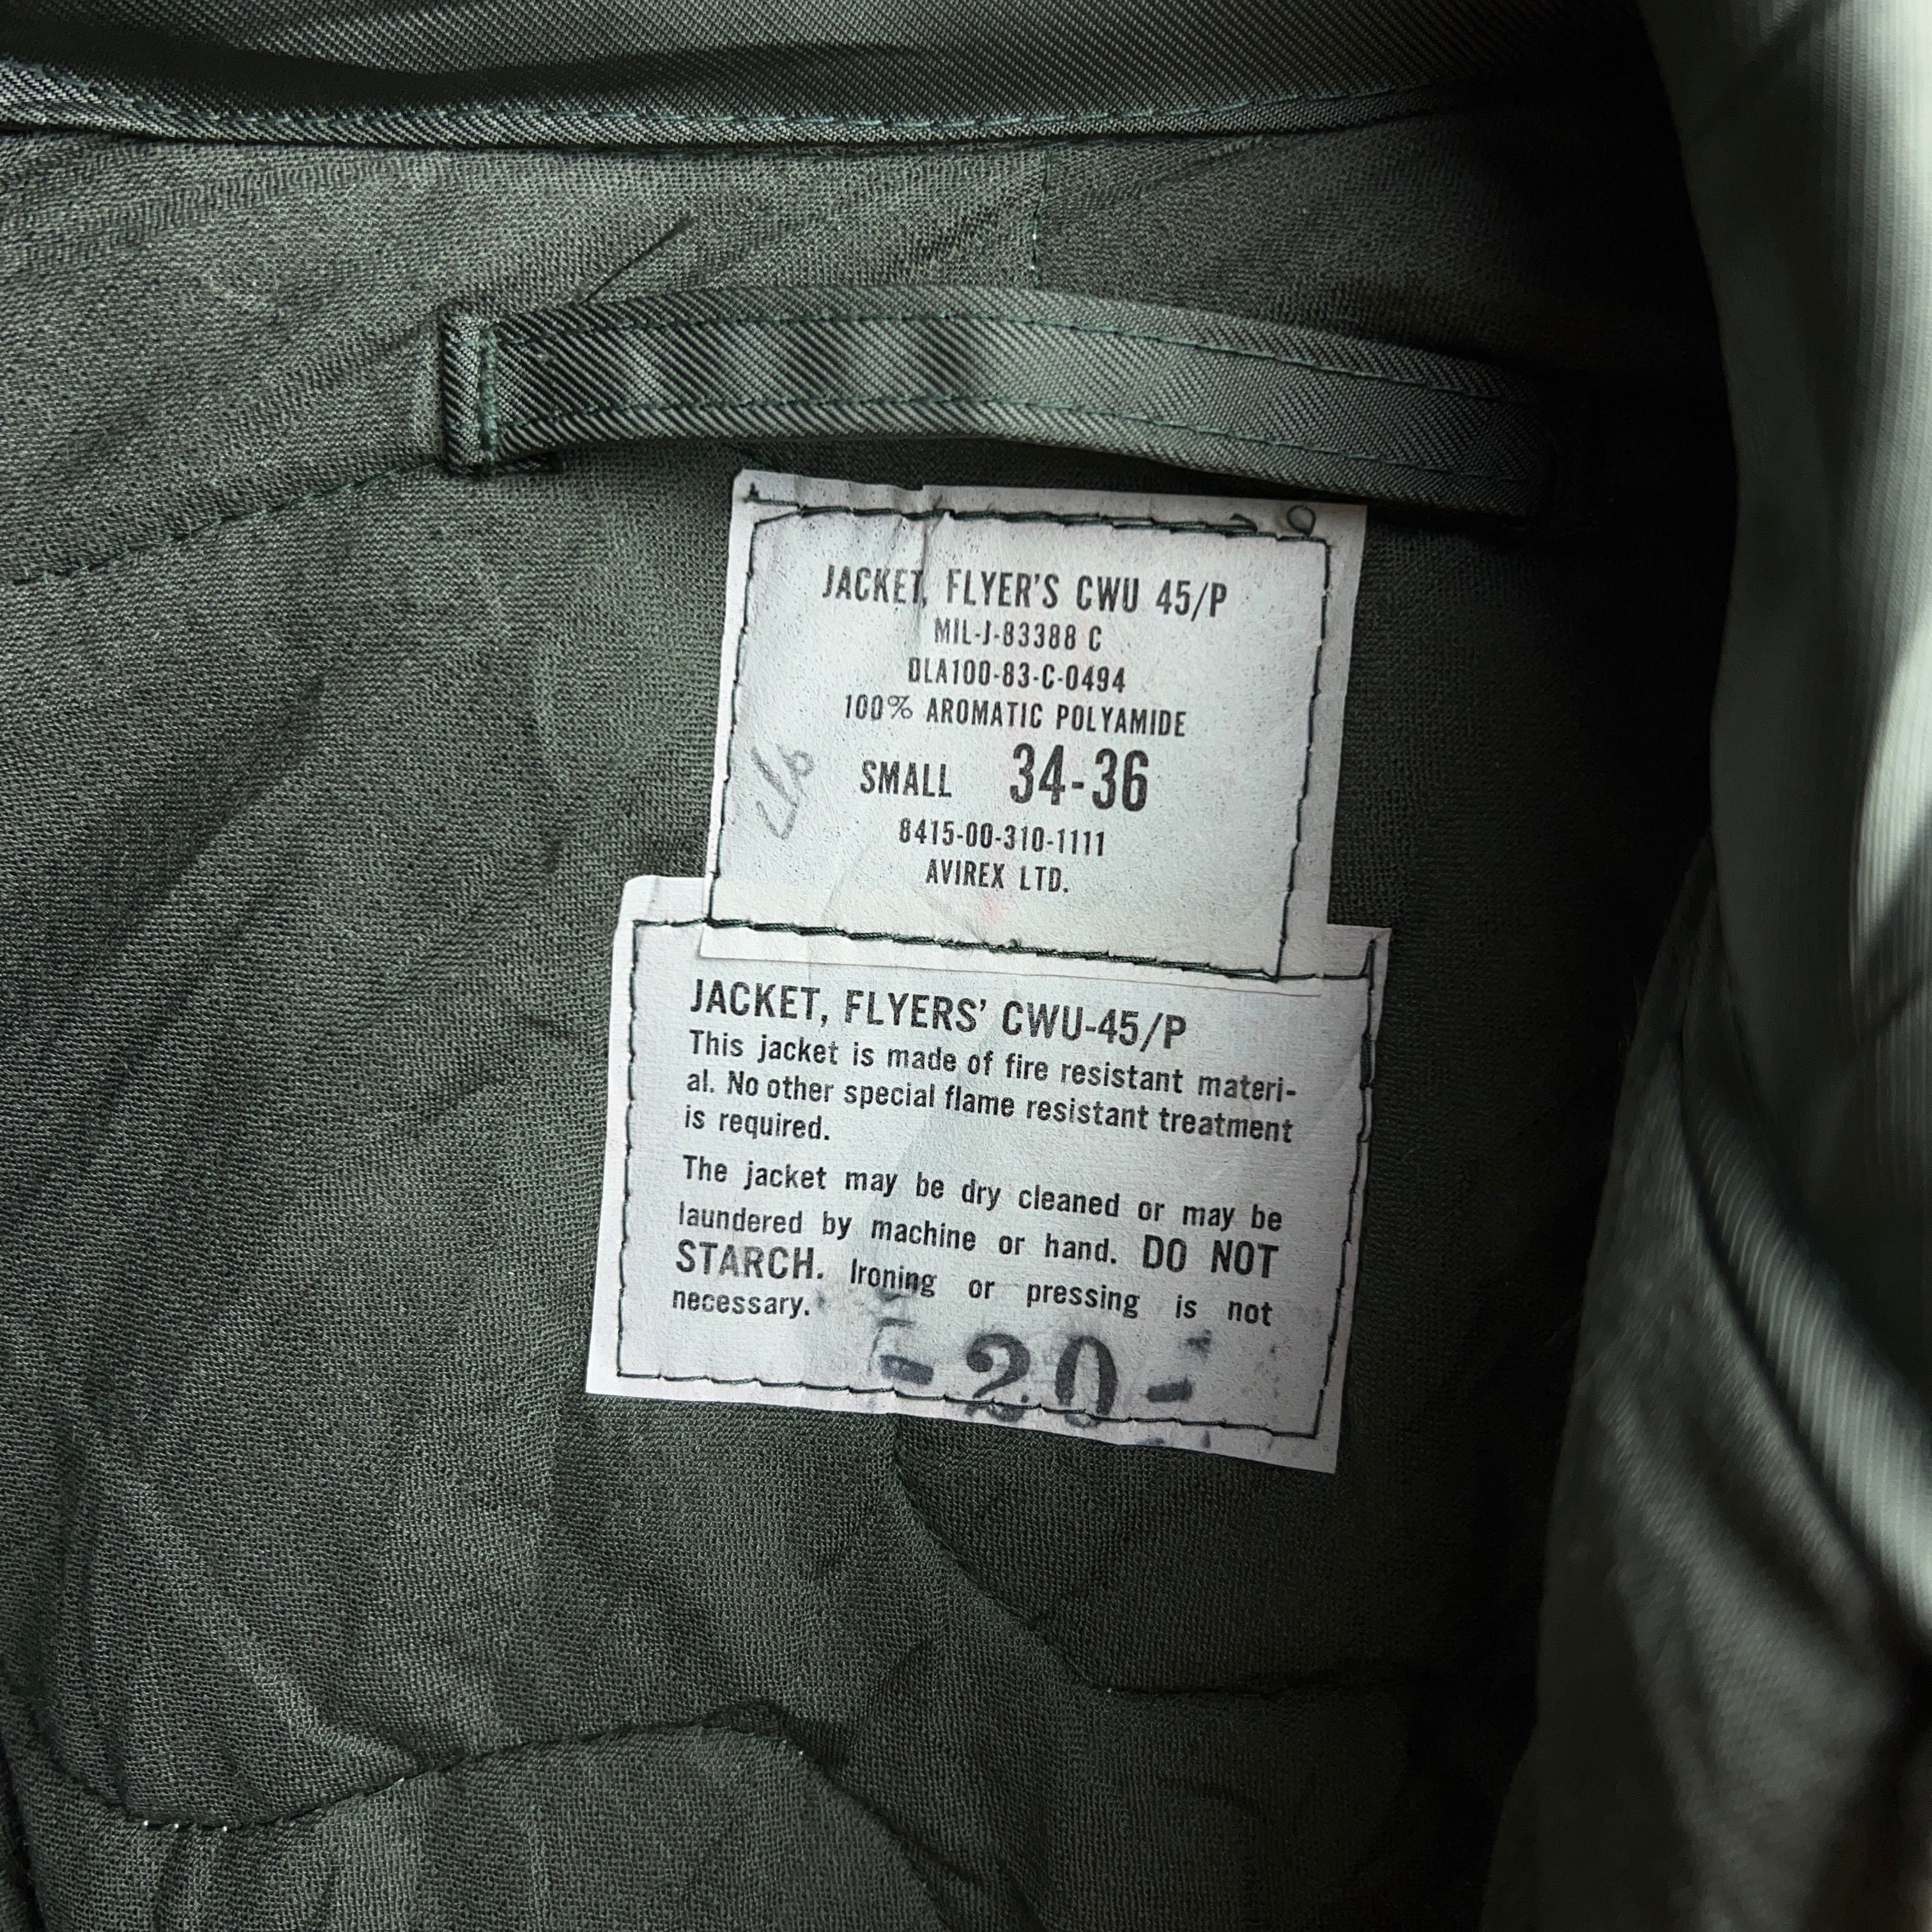 JACKET, FLYER'S CWU 45/P
MIL-J-83388 C
DLA100-83-C-0494
100% AROMATIC POLYAMIDE
SMALL 34-36
8415-00-310-1111
AVIREX LTD.
JACKET, FLYERS' CWU-45/P
This jacket is made of fire resistant materi-
al. No other special flame resistant treatment
is required.
The jacket may be dry cleaned or may be
laundered by machine or hand. DO NOT
STARCH. Ironing or pressing is not
necessary.
-20-